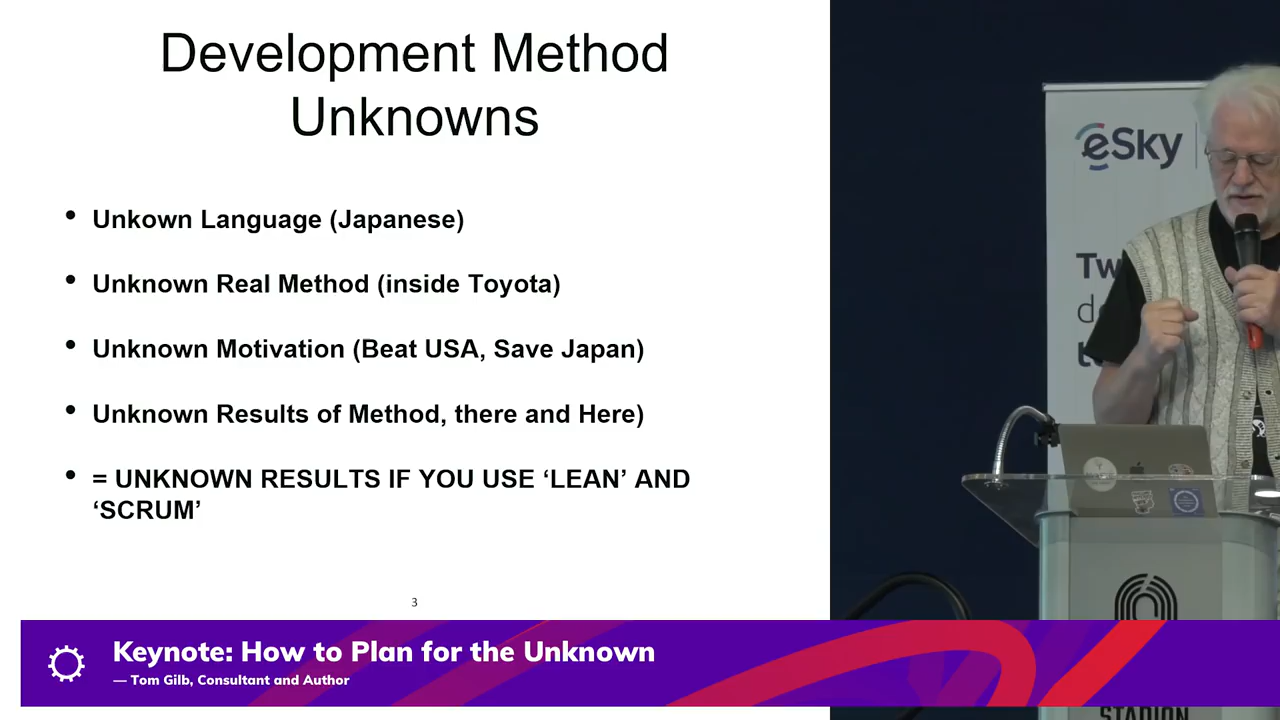 Development Method
Unknowns
• Unkown Language (Japanese)
• Unknown Real Method (inside Toyota)
• Unknown Motivation (Beat USA, Save Japan)
• Unknown Results of Method, there and Here)
• = UNKNOWN RESULTS IF YOU USE ‘LEAN’ AND
‘SCRUM’
3
eSky
Tw
STADION
Keynote: How to Plan for the Unknown
— Tom Gilb, Consultant and Author